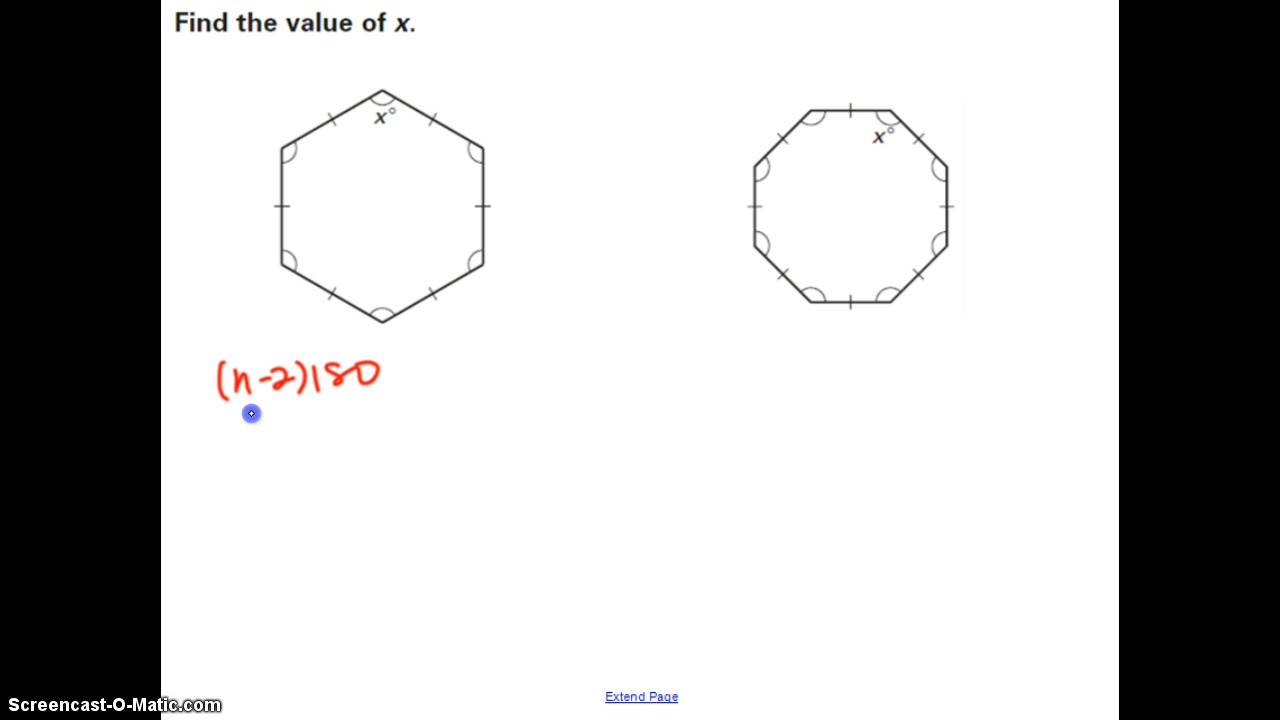 Find the value of x.
x°
x°
(n-2)180
Extend Page
Screencast-O-Matic.com